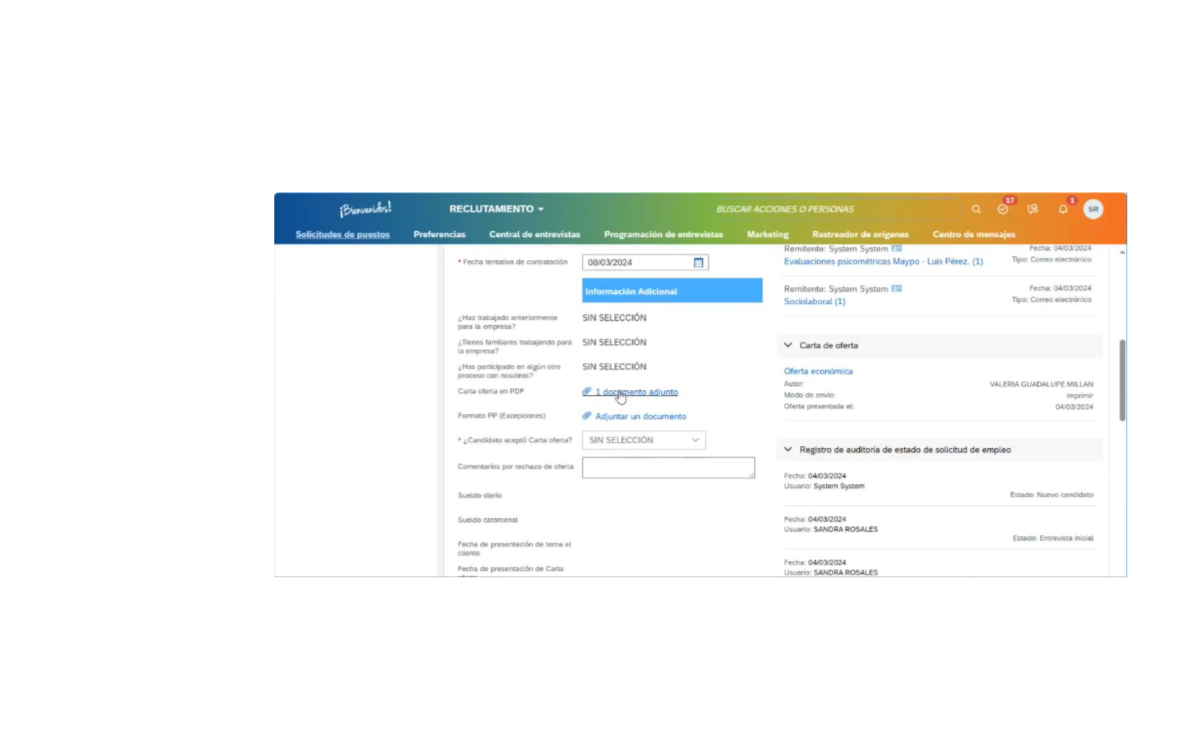 ¡Bienvenidos!
RECLUTAMIENTO
BUSCAR ACCIONES O PERSONAS
17
1
SR
Solicitudes de puestos
Preferencias
Central de entrevistas
Programación de entrevistas
Marketing
Rastreador de orígenes
Centro de mensajes
* Fecha tentativa de contratación
08/03/2024
Información Adicional
¿Haz trabajado anteriormente
para la empresa?
SIN SELECCIÓN
¿Tienes familiares trabajando para
la empresa?
SIN SELECCIÓN
¿Has participado en algún otro
proceso con nosotros?
SIN SELECCIÓN
Carta oferta en PDF
1 documento adjunto
Formato PP (Excepciones)
Adjuntar un documento
* ¿Candidato aceptó Carta oferta?
SIN SELECCIÓN
Comentarios por rechazo de oferta
Sueldo diario
Sueldo catorcenal
Fecha de presentación de terna al
cliente
Fecha de presentación de Carta
Remitente: System System
Fecha: 04/03/2024
Evaluaciones psicométricas Maypo - Luis Pérez. (1)
Tipo: Correo electrónico
Remitente: System System
Fecha: 04/03/2024
Sociolaboral (1)
Tipo: Correo electrónico
Carta de oferta
Oferta económica
Autor:
VALERIA GUADALUPE MILLAN
Modo de envío:
Imprimir
Oferta presentada el:
04/03/2024
Registro de auditoría de estado de solicitud de empleo
Fecha: 04/03/2024
Usuario: System System
Estado: Nuevo candidato
Fecha: 04/03/2024
Usuario: SANDRA ROSALES
Estado: Entrevista inicial
Fecha: 04/03/2024
Usuario: SANDRA ROSALES